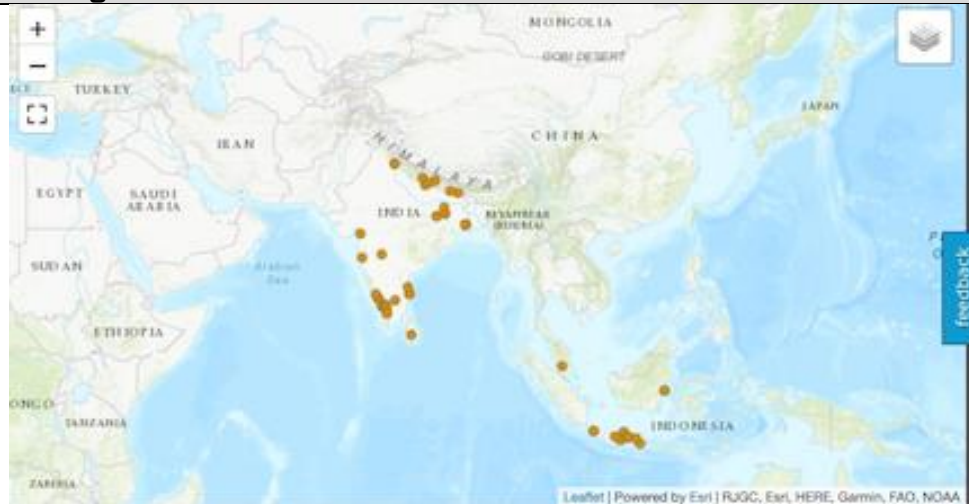 +
−
MONGOLIA
GOBI DESERT
TURKEY
JAPAN
IRAN
CHINA
HIMALAYA
EGYPT
SAUDI
ARABIA
INDIA
MYANMAR
(BURMA)
SUDAN
Arabian
Sea
feedback
ETHIOPIA
ONGO
TANZANIA
INDONESIA
ZAMBIA
Leaflet | Powered by Esri | RJGC, Esri, HERE, Garmin, FAO, NOAA